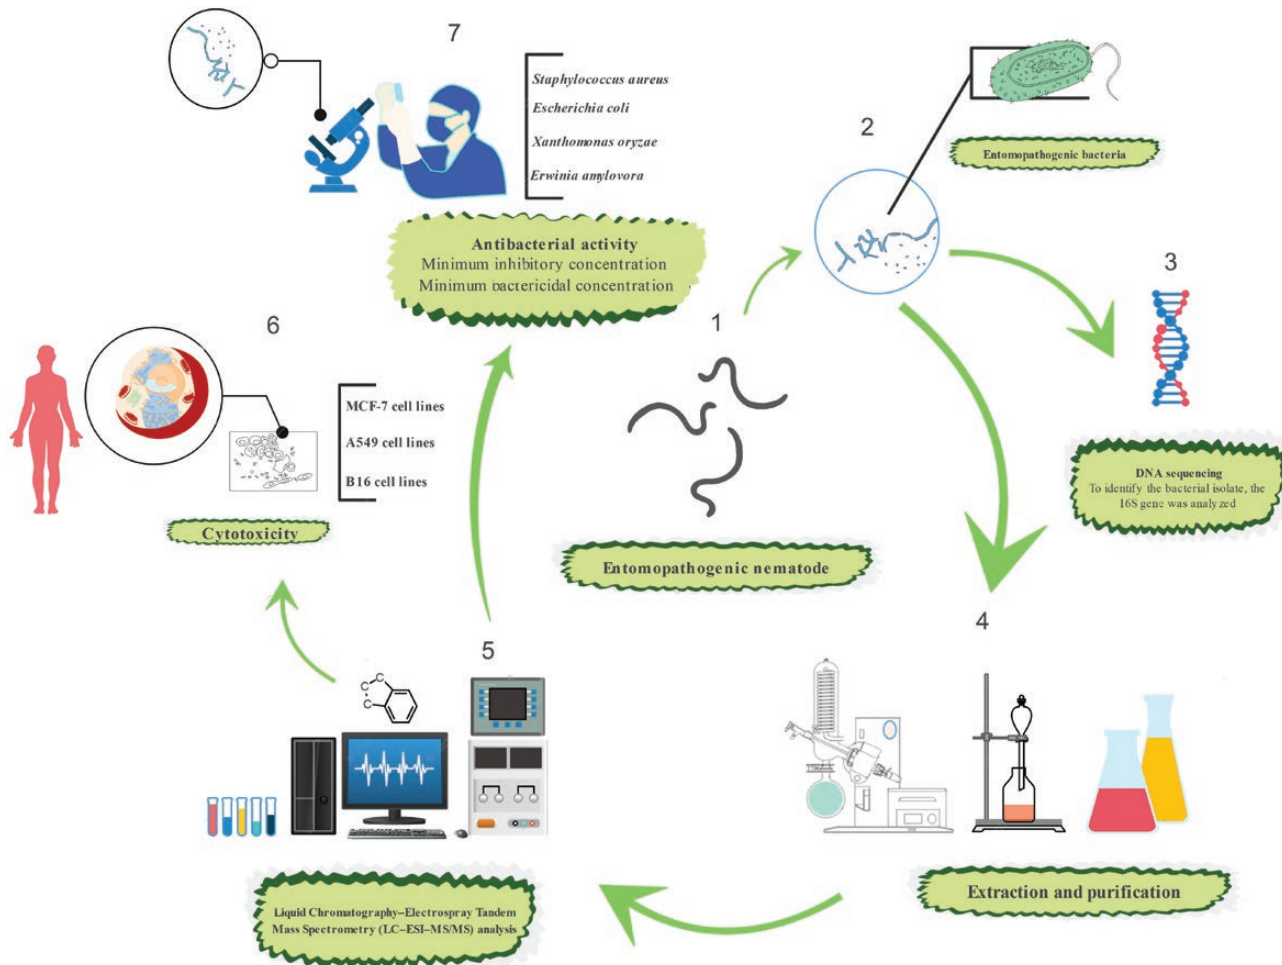 1
Entomopathogenic nematode
2
Entomopathogenic bacteria
3
DNA sequencing
To identify the bacterial isolate, the
16S gene was analyzed
4
Extraction and purification
5
C
C
C
Liquid Chromatography–Electrospray Tandem
Mass Spectrometry (LC–ESI–MS/MS) analysis
6
MCF-7 cell lines
A549 cell lines
B16 cell lines
Cytotoxicity
7
Staphylococcus aureus
Escherichia coli
Xanthomonas oryzae
Erwinia amylovora
Antibacterial activity
Minimum inhibitory concentration
Minimum bactericidal concentration